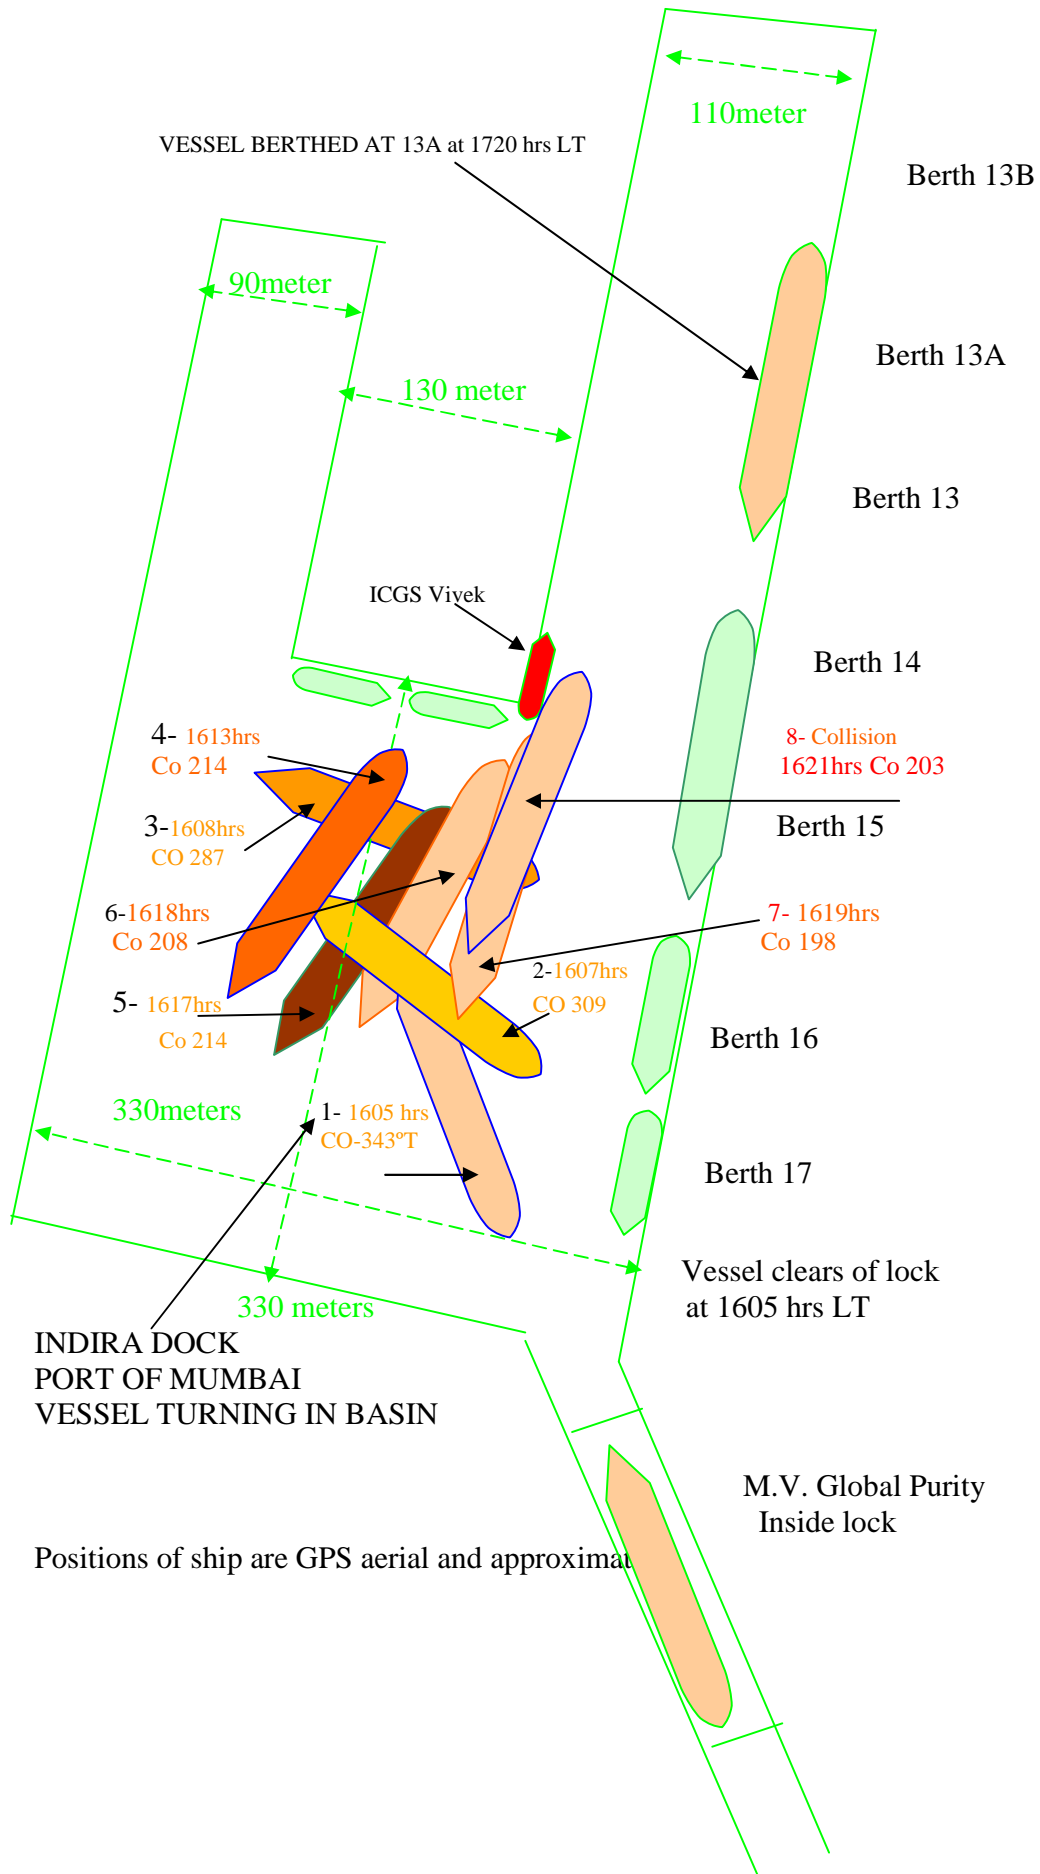 110meter
VESSEL BERTHED AT 13A at 1720 hrs LT
Berth 13B
90meter
Berth 13A
130 meter
Berth 13
ICGS Vivek
Berth 14
4- 1613hrs
Co 214
8- Collision
1621hrs Co 203
3-1608hrs
CO 287
Berth 15
6-1618hrs
Co 208
7- 1619hrs
Co 198
2-1607hrs
CO 309
5- 1617hrs
Co 214
Berth 16
330meters
1- 1605 hrs
CO-343ºT
Berth 17
Vessel clears of lock
at 1605 hrs LT
330 meters
INDIRA DOCK
PORT OF MUMBAI
VESSEL TURNING IN BASIN
M.V. Global Purity
Inside lock
Positions of ship are GPS aerial and approximat